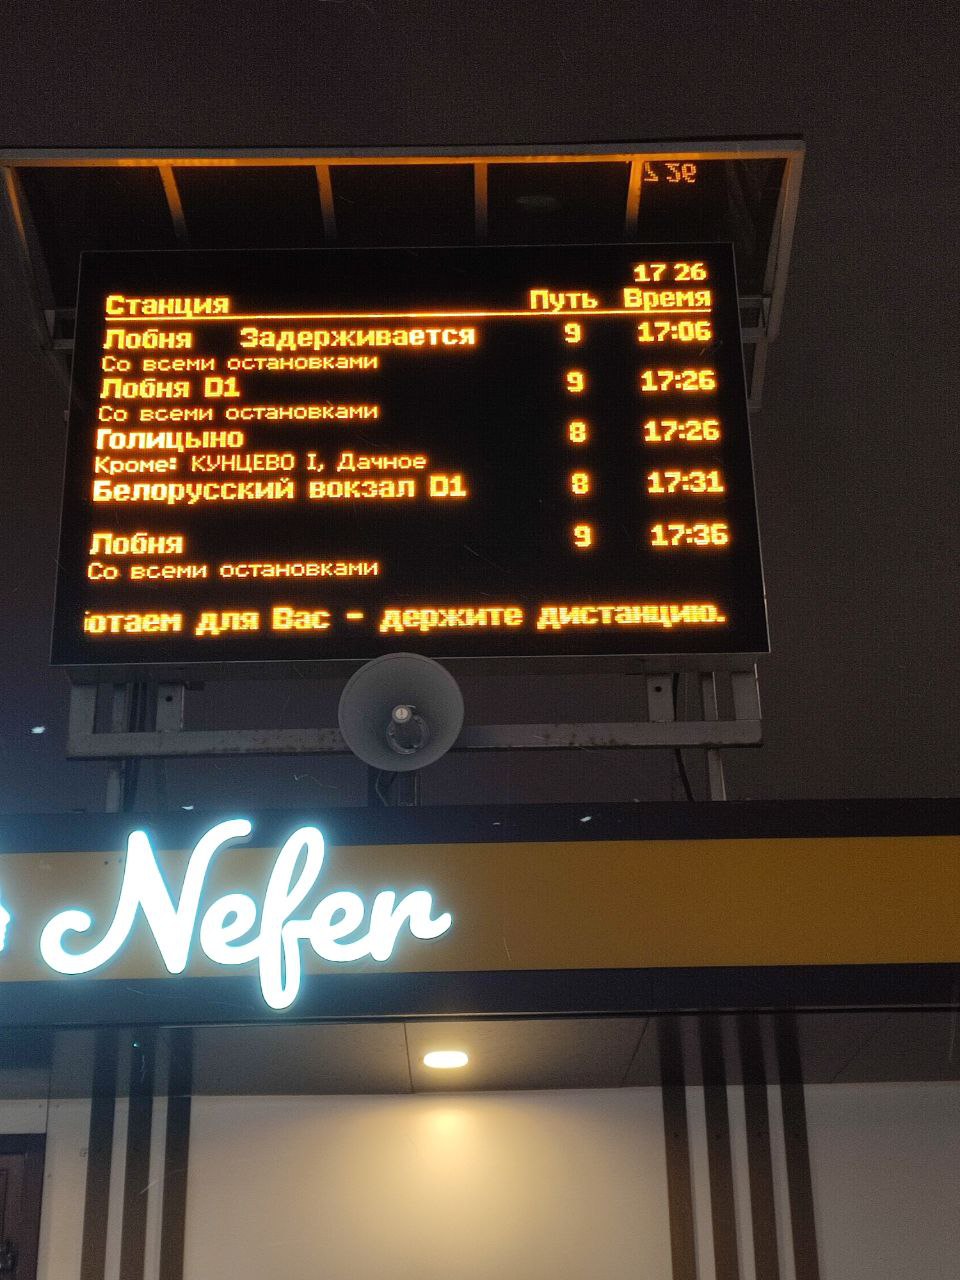 17 26
Станция Путь Время
Лобня Задерживается 9 17:06
Со всеми остановками
Лобня D1 9 17:26
Со всеми остановками
Голицыно 8 17:26
Кроме: КУНЦЕВО I, Дачное
Белорусский вокзал D1 8 17:31
Лобня 9 17:36
Со всеми остановками
отаем для Вас - держите дистанцию.
Nefer